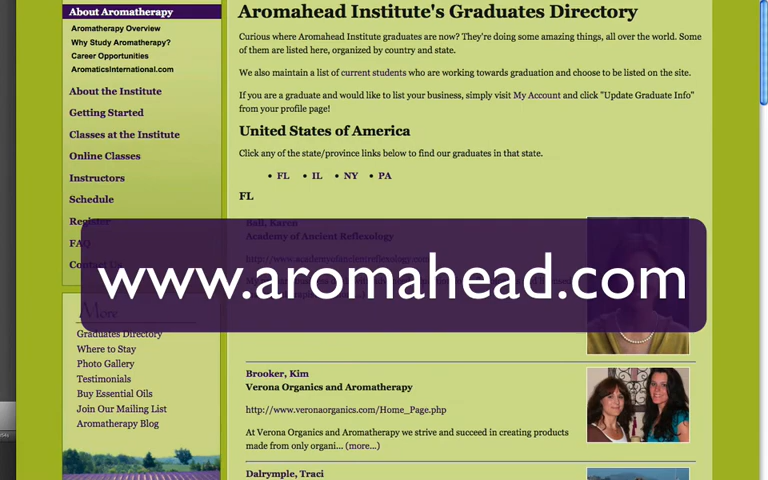 About Aromatherapy
Aromatherapy Overview
Why Study Aromatherapy?
Career Opportunities
AromaticsInternational.com
About the Institute
Getting Started
Classes at the Institute
Online Classes
Instructors
Schedule
Register
FAQ
Contact Us
More
Graduates Directory
Where to Stay
Photo Gallery
Testimonials
Buy Essential Oils
Join Our Mailing List
Aromatherapy Blog
Aromahead Institute's Graduates Directory
Curious where Aromahead Institute graduates are now? They're doing some amazing things, all over the world. Some
of them are listed here, organized by country and state.
We also maintain a list of current students who are working towards graduation and choose to be listed on the site.
If you are a graduate and would like to list your business, simply visit My Account and click "Update Graduate Info"
from your profile page!
United States of America
Click any of the state/province links below to find our graduates in that state.
• FL • IL • NY • PA
FL
Ball, Karen
Academy of Ancient Reflexology
www.aromahead.com
Brooker, Kim
Verona Organics and Aromatherapy
http://www.veronaorganics.com/Home_Page.php
At Verona Organics and Aromatherapy we strive and succeed in creating products
made from only organi... (more...)
Dalrymple, Traci